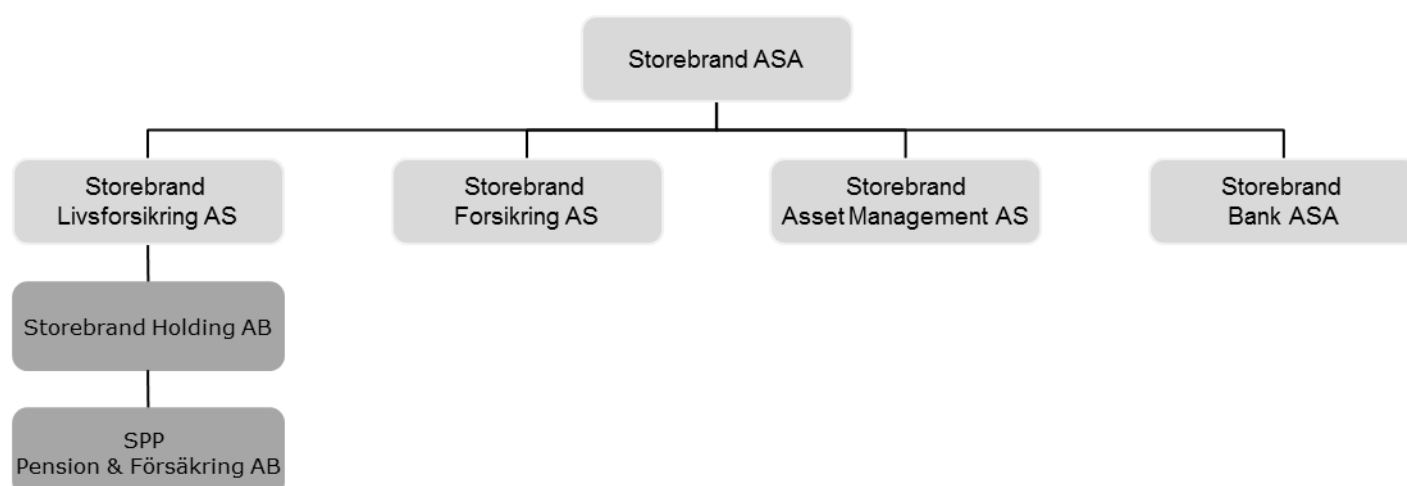 Storebrand ASA
Storebrand
Livsforsikring AS
Storebrand
Forsikring AS
Storebrand
Asset Management AS
Storebrand
Bank ASA
Storebrand Holding AB
SPP
Pension & Försäkring AB